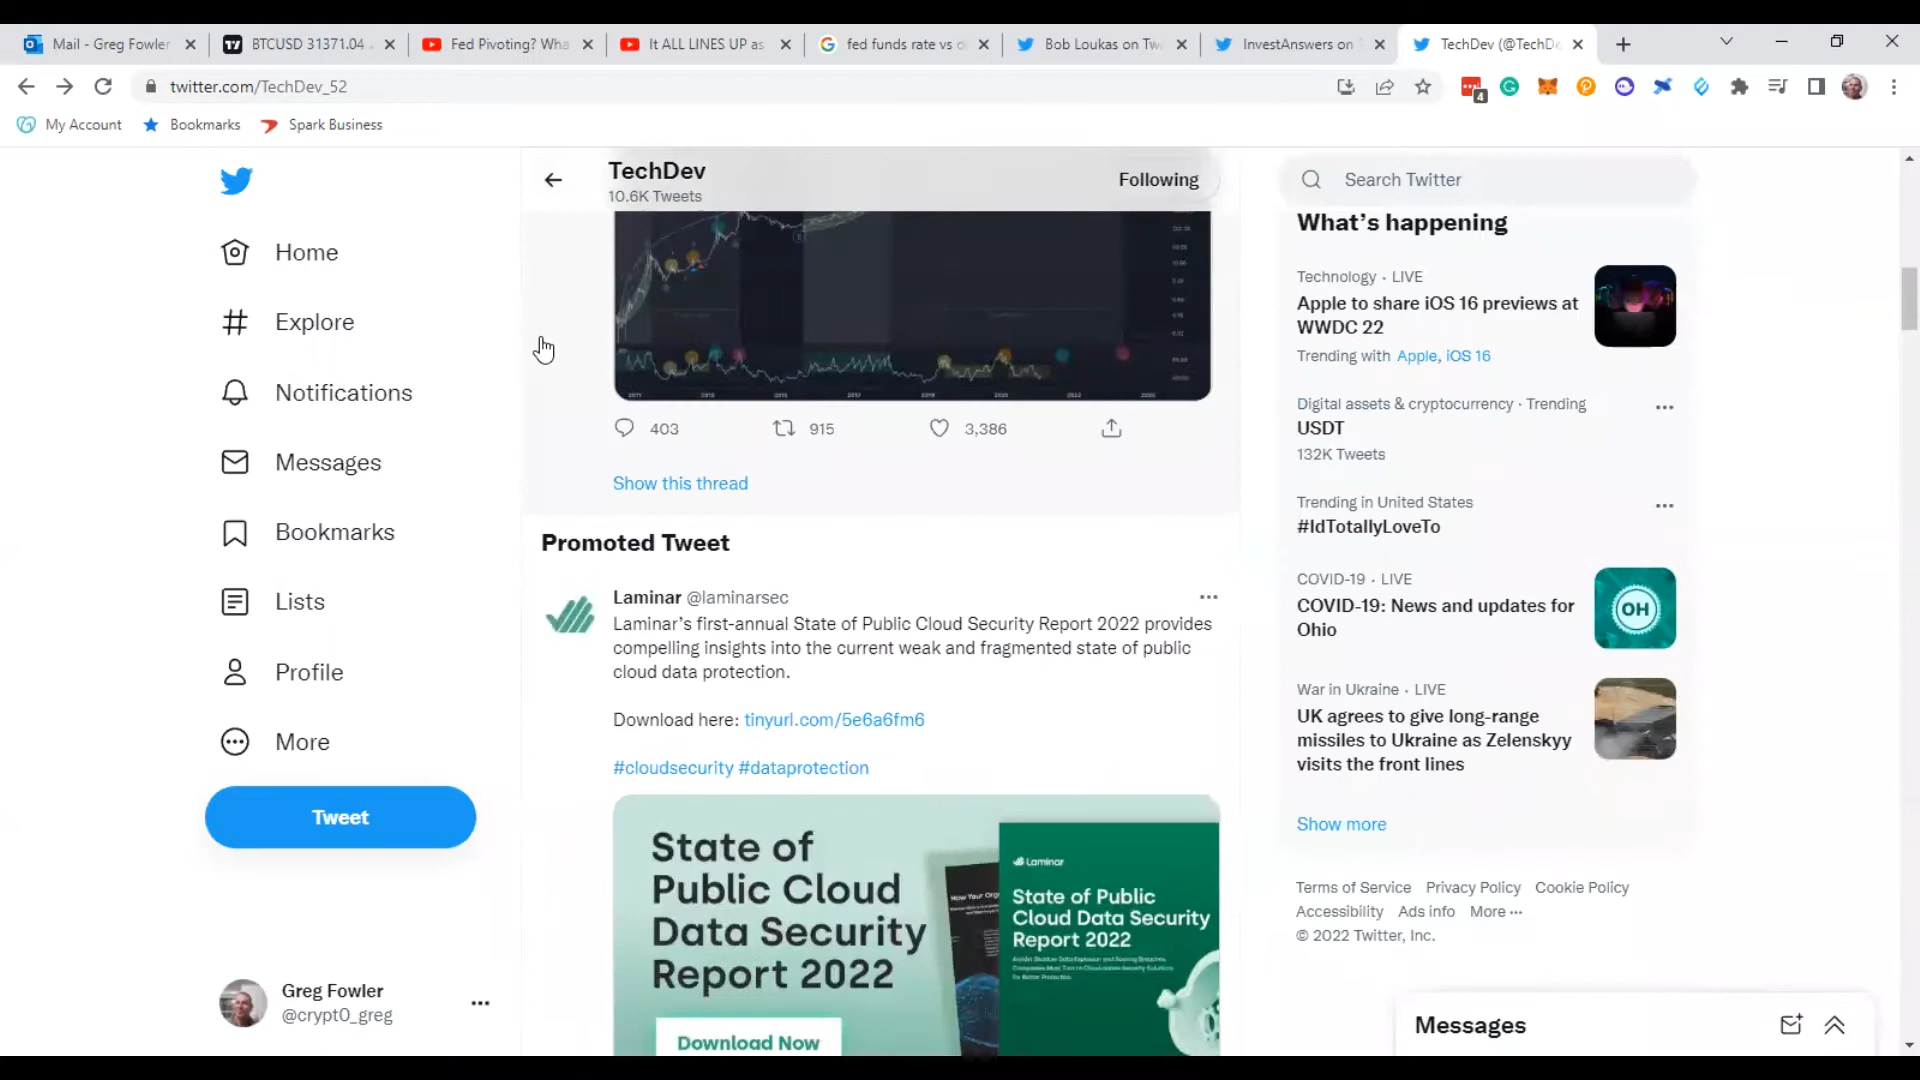 Mail - Greg Fowler
BTCUSD 31371.04
Fed Pivoting? Wha
It ALL LINES UP as
fed funds rate vs
Bob Loukas on Tw
InvestAnswers on
TechDev (@TechDe
twitter.com/TechDev_52
4
My Account
Bookmarks
Spark Business
TechDev
10.6K Tweets
Following
Search Twitter
Home
Explore
Notifications
Messages
Bookmarks
Lists
Profile
More
Tweet
Greg Fowler
@crypt0_greg
403
915
3,386
Show this thread
Promoted Tweet
Laminar @laminarsec
Laminar's first-annual State of Public Cloud Security Report 2022 provides
compelling insights into the current weak and fragmented state of public
cloud data protection.
Download here: tinyurl.com/5e6a6fm6
#cloudsecurity #dataprotection
State of
Public Cloud
Data Security
Report 2022
Download Now
How Your Org
Laminar
State of Public
Cloud Data Security
Report 2022
What's happening
Technology · LIVE
Apple to share iOS 16 previews at
WWDC 22
Trending with Apple, iOS 16
Digital assets & cryptocurrency · Trending
USDT
132K Tweets
Trending in United States
#IdTotallyLoveTo
COVID-19 · LIVE
COVID-19: News and updates for
Ohio
OH
War in Ukraine · LIVE
UK agrees to give long-range
missiles to Ukraine as Zelenskyy
visits the front lines
Show more
Terms of Service Privacy Policy Cookie Policy
Accessibility Ads info More ···
© 2022 Twitter, Inc.
Messages